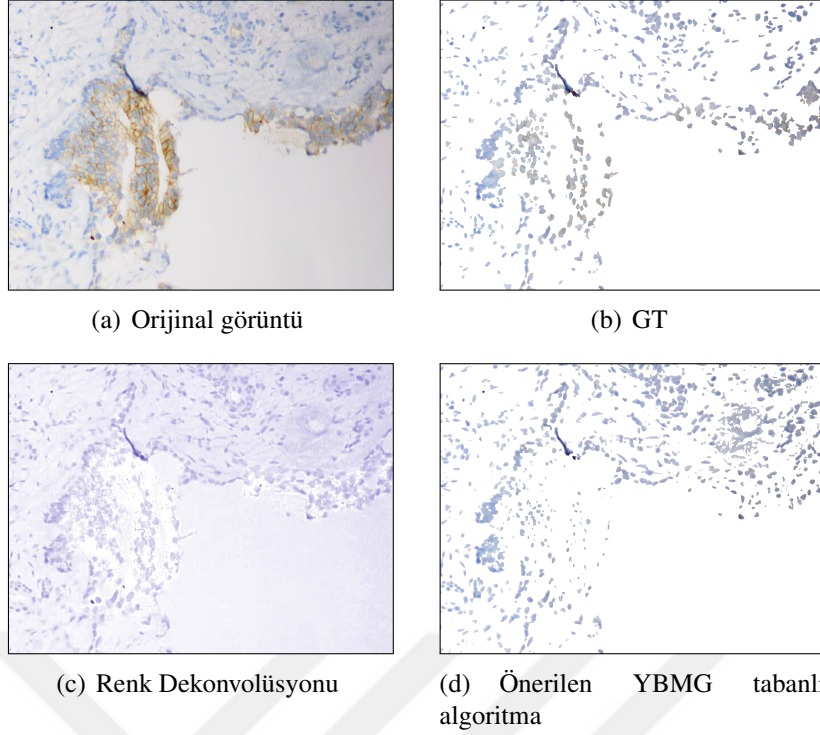 (a) Orijinal görüntü
(b) GT
(c) Renk Dekonvolüsyonu
(d) Önerilen YBMG tabanlı
algoritma